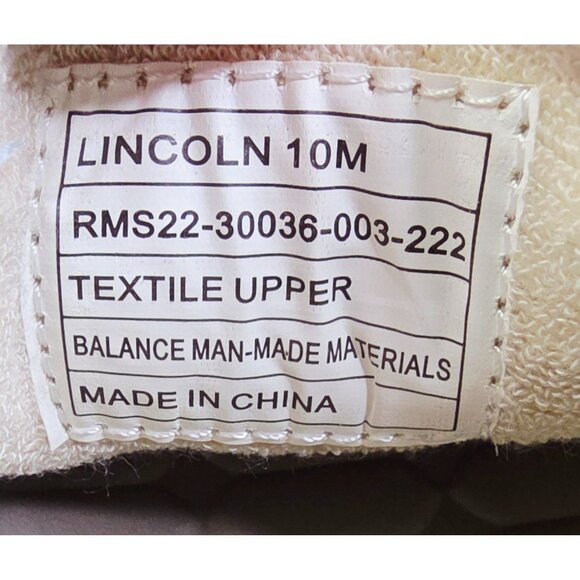 LINCOLN 10M
RMS22-30036-003-222
TEXTILE UPPER
BALANCE MAN-MADE MATERIALS
MADE IN CHINA